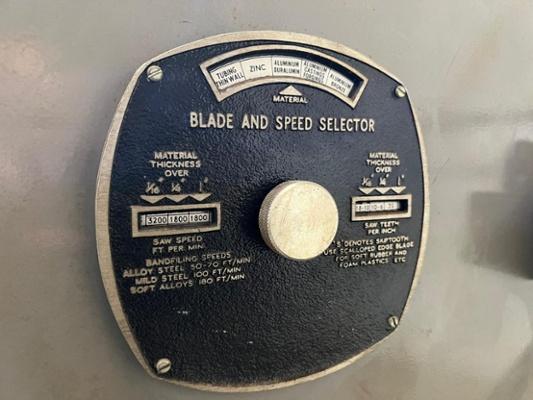 TUBING
THIN WALL
ZINC
ALUMINUM
DURALUMIN
ALUMINUM
CASTINGS
FORGINGS
ALUMINUM
BRONZE
MATERIAL
BLADE AND SPEED SELECTOR
MATERIAL
THICKNESS
OVER
1/16 1/4 1"
3200 1800 1800
SAW SPEED
FT. PER MIN.
BANDFILING SPEEDS
ALLOY STEEL 50-70 FT/MIN
MILD STEEL 100 FT/MIN
SOFT ALLOYS 180 FT/MIN
MATERIAL
THICKNESS
OVER
1/16 1/4 1"
SAW TEETH
PER INCH
"S" DENOTES SAWTOOTH
USE SCALLOPED EDGE BLADE
FOR SOFT RUBBER AND
FOAM PLASTICS ETC